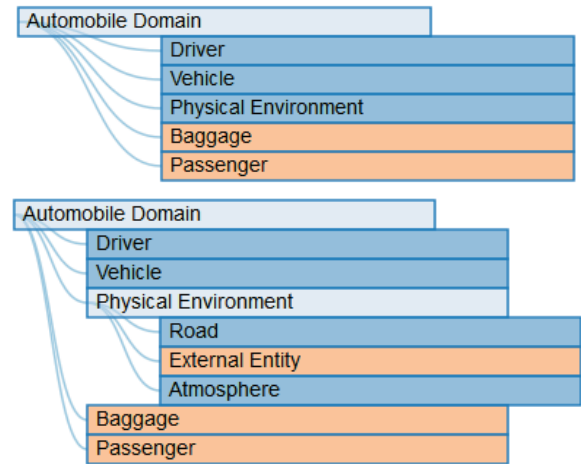 Automobile Domain
Driver
Vehicle
Physical Environment
Baggage
Passenger
Automobile Domain
Driver
Vehicle
Physical Environment
Road
External Entity
Atmosphere
Baggage
Passenger